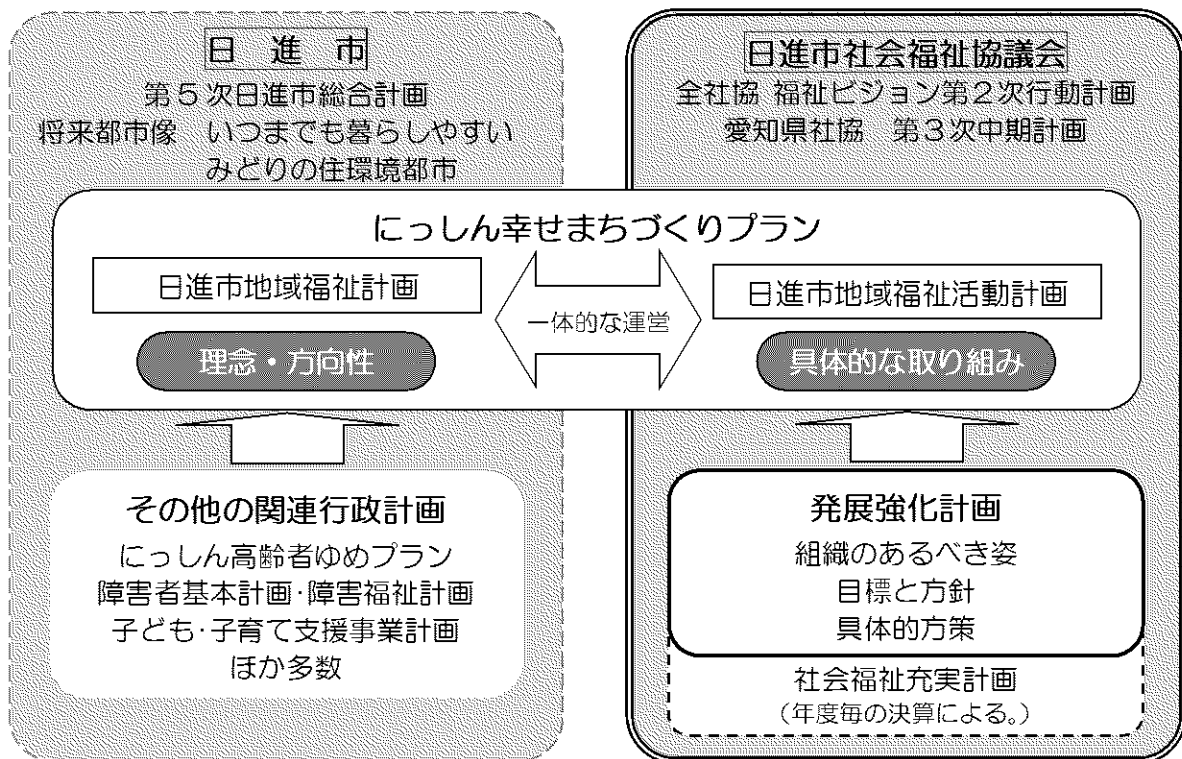 日進市
第5次日進市総合計画
将来都市像　いつまでも暮らしやすい
みどりの住環境都市
日進市社会福祉協議会
全社協 福祉ビジョン第2次行動計画
愛知県社協　第3次中期計画
にっしん幸せまちづくりプラン
日進市地域福祉計画
理念・方向性
一体的な運営
日進市地域福祉活動計画
具体的な取り組み
その他の関連行政計画
にっしん高齢者ゆめプラン
障害者基本計画・障害福祉計画
子ども・子育て支援事業計画
ほか多数
発展強化計画
組織のあるべき姿
目標と方針
具体的方策
社会福祉充実計画
（年度毎の決算による。）